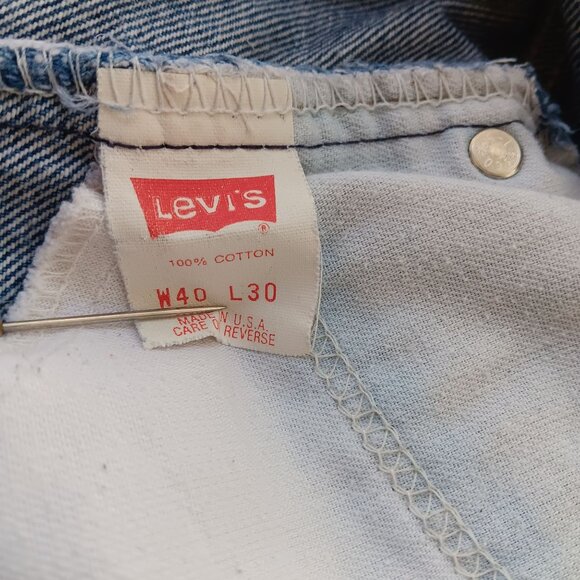 Levi's
®
100% COTTON
W40 L30
MADE IN U.S.A.
CARE ON REVERSE